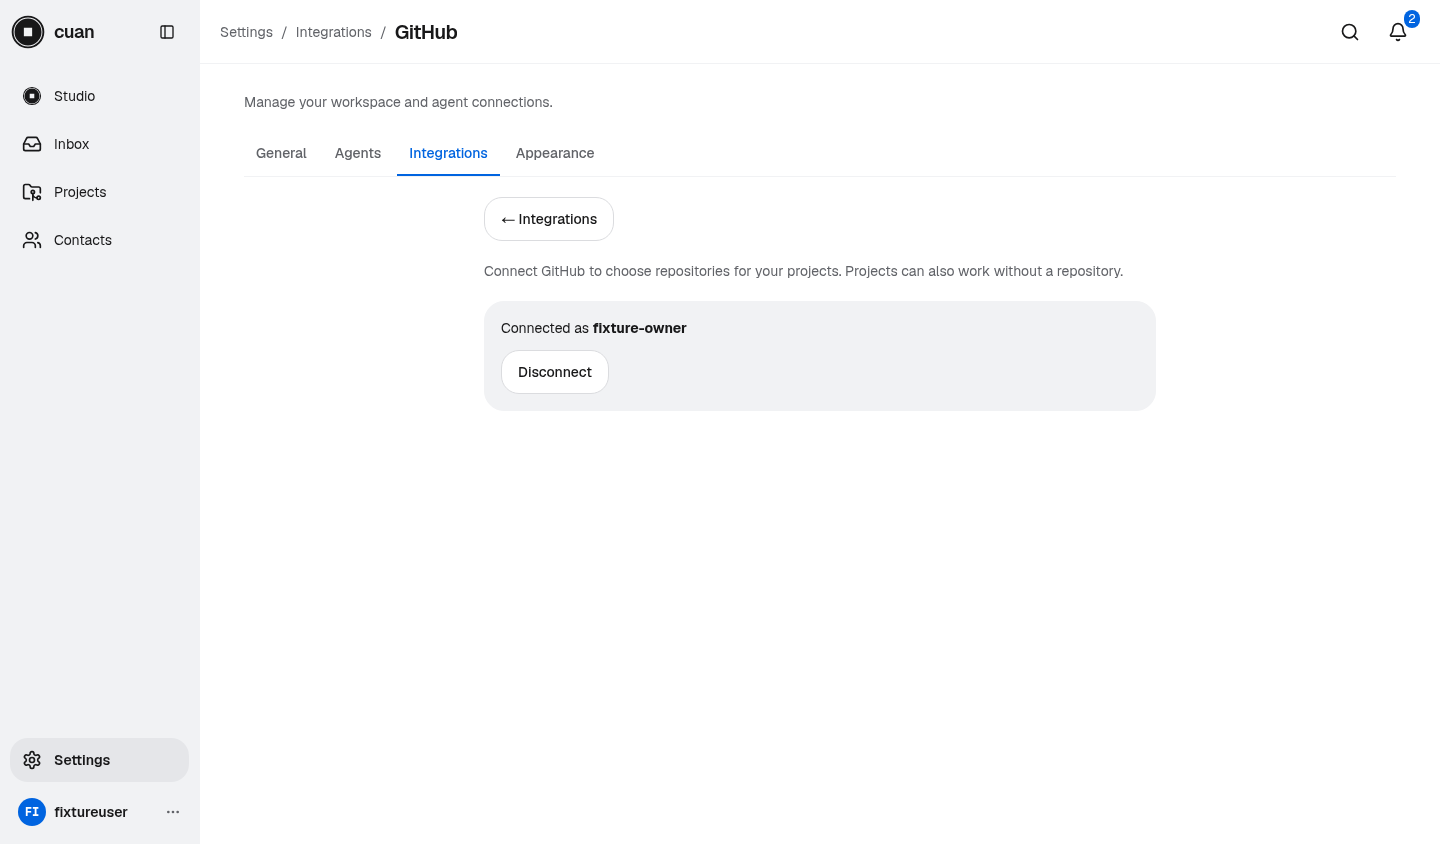 cuan
Settings / Integrations / GitHub
2
Studio
Inbox
Projects
Contacts
Manage your workspace and agent connections.
General Agents Integrations Appearance
← Integrations
Connect GitHub to choose repositories for your projects. Projects can also work without a repository.
Connected as fixture-owner
Disconnect
Settings
FI fixtureuser